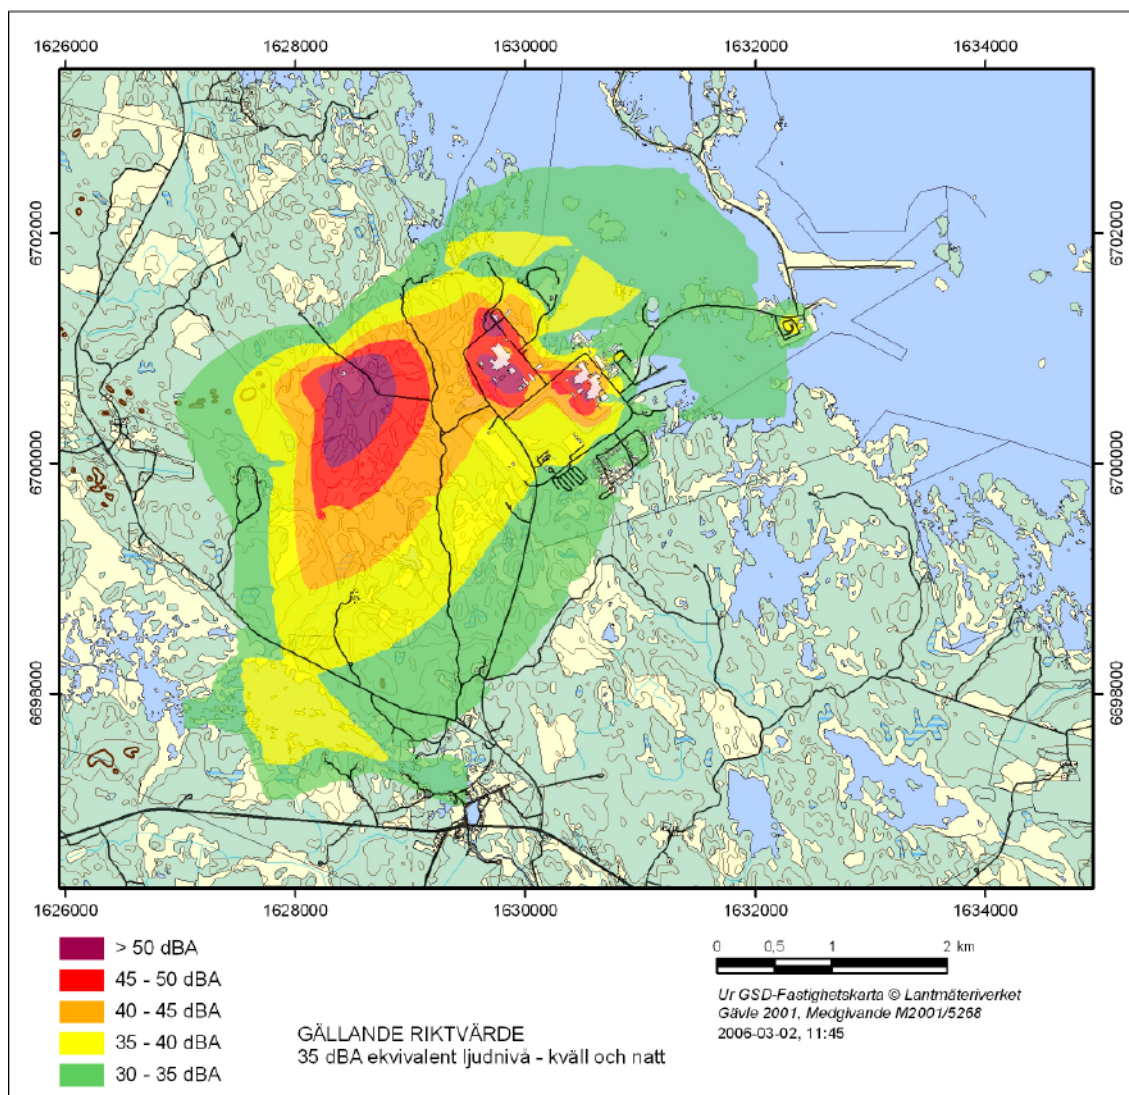 1626000 1628000 1630000 1632000 1634000
6702000 6702000
6700000 6700000
6698000 6698000
1626000 1628000 1630000 1632000 1634000
> 50 dBA
45 - 50 dBA
40 - 45 dBA
35 - 40 dBA
30 - 35 dBA
GÄLLANDE RIKTVÄRDE
35 dBA ekvivalent ljudnivå - kväll och natt
0 0,5 1 2 km
Ur GSD-Fastighetskarta © Lantmäteriverket
Gävle 2001, Medgivande M2001/5268
2006-03-02, 11:45